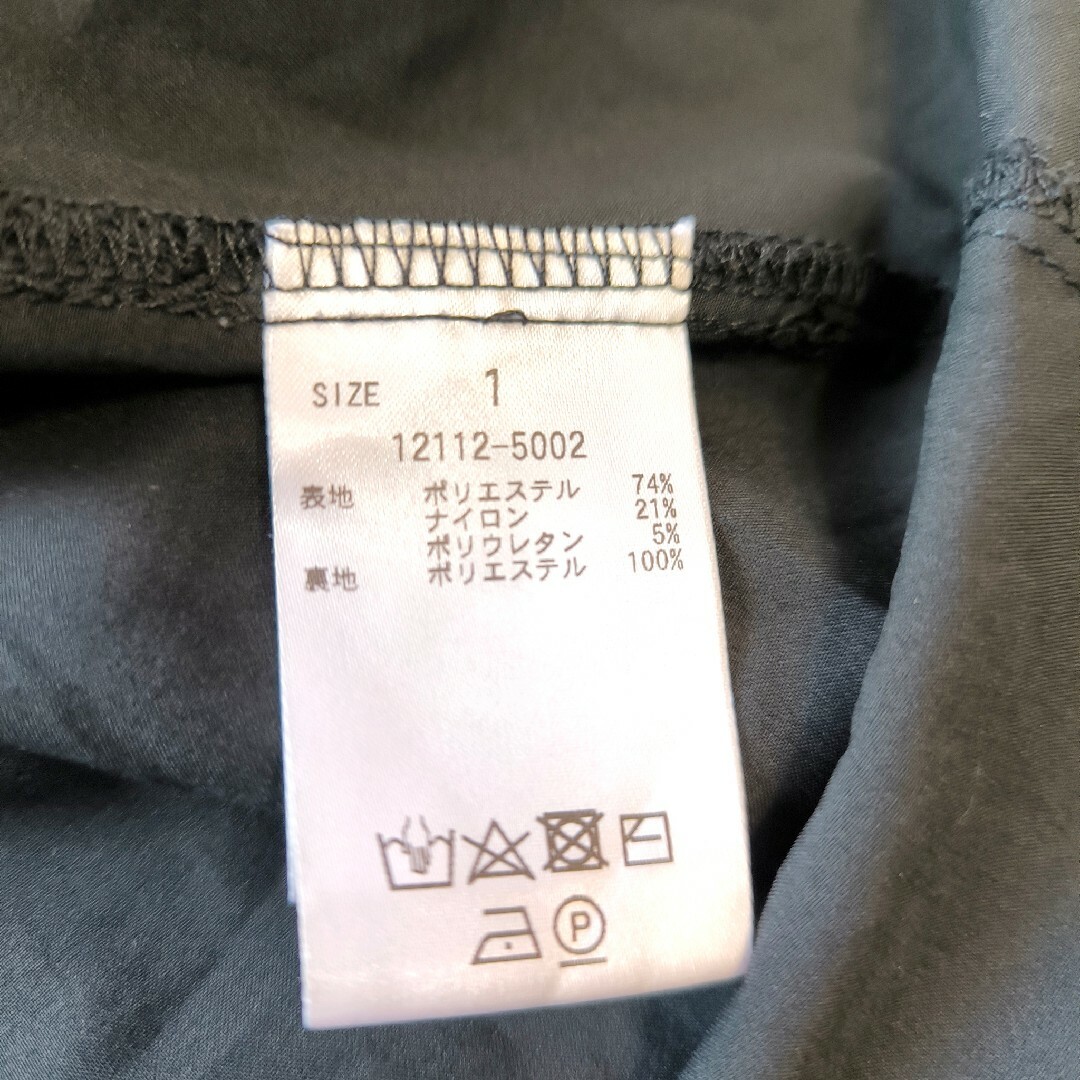 SIZE 1
12112-5002
表地 ポリエステル 74%
ナイロン 21%
ポリウレタン 5%
裏地 ポリエステル 100%
P